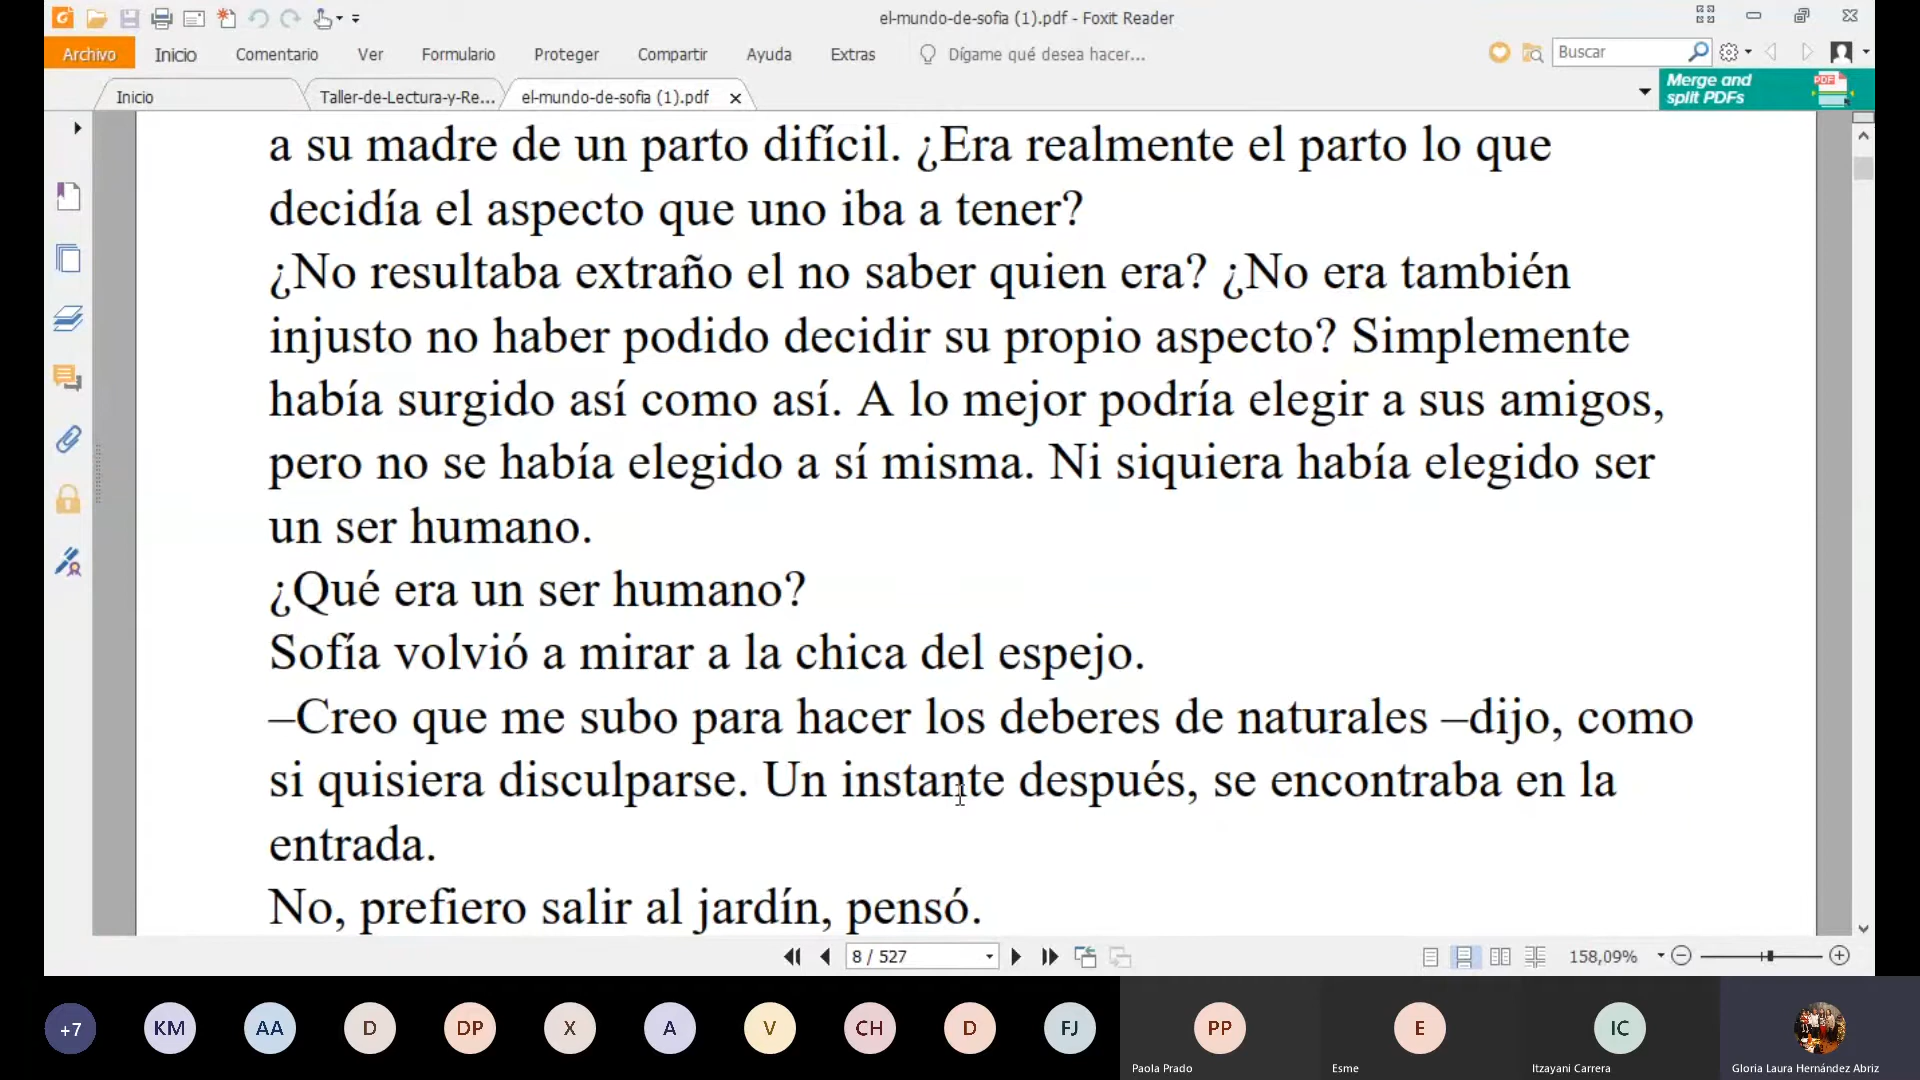 el-mundo-de-sofia (1).pdf - Foxit Reader
Archivo Inicio Comentario Ver Formulario Proteger Compartir Ayuda Extras Dígame qué desea hacer... Buscar
Inicio Taller-de-Lectura-y-Re... el-mundo-de-sofia (1).pdf
Merge and
split PDFs
PDF
a su madre de un parto difícil. ¿Era realmente el parto lo que
decidía el aspecto que uno iba a tener?
¿No resultaba extraño el no saber quien era? ¿No era también
injusto no haber podido decidir su propio aspecto? Simplemente
había surgido así como así. A lo mejor podría elegir a sus amigos,
pero no se había elegido a sí misma. Ni siquiera había elegido ser
un ser humano.
¿Qué era un ser humano?
Sofía volvió a mirar a la chica del espejo.
–Creo que me subo para hacer los deberes de naturales –dijo, como
si quisiera disculparse. Un instante después, se encontraba en la
entrada.
No, prefiero salir al jardín, pensó.
8 / 527 158,09%
+7 KM AA D DP X A V CH D FJ PP E IC
Paola Prado Esme Itzayani Carrera Gloria Laura Hernández Abriz